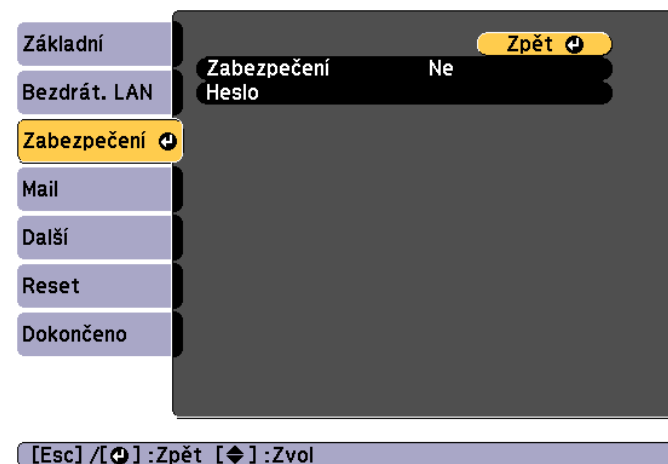 Základní
Bezdrát. LAN
Zabezpečení
Mail
Další
Reset
Dokončeno
Zpět
Zabezpečení Ne
Heslo
[Esc] /[ ] :Zpět [ ] :Zvol